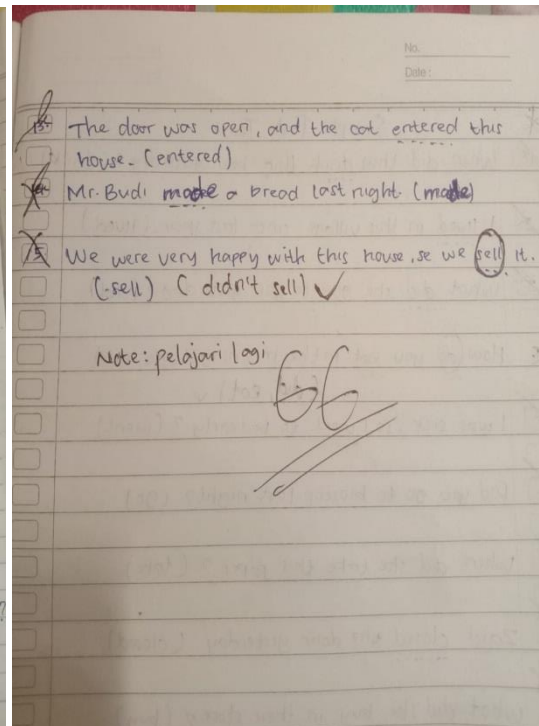 No.
Date:
13.
The door was open, and the cat entered this
house. (entered)
Mr. Budi made a bread last night. (made)
15
We were very happy with this house, se we sell it.
(-sell) ( didn't sell) ✓
Note: pelajari lagi
66